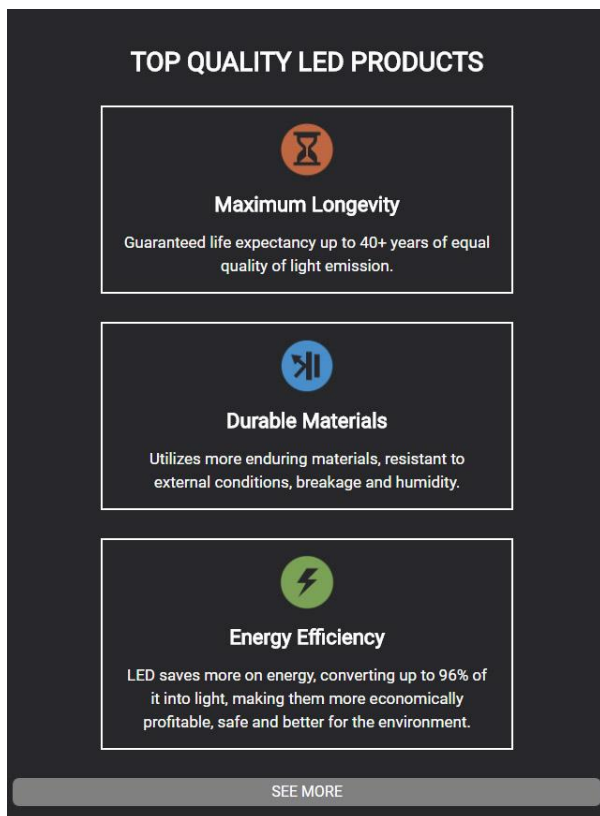 TOP QUALITY LED PRODUCTS
Maximum Longevity
Guaranteed life expectancy up to 40+ years of equal
quality of light emission.
Durable Materials
Utilizes more enduring materials, resistant to
external conditions, breakage and humidity.
Energy Efficiency
LED saves more on energy, converting up to 96% of
it into light, making them more economically
profitable, safe and better for the environment.
SEE MORE